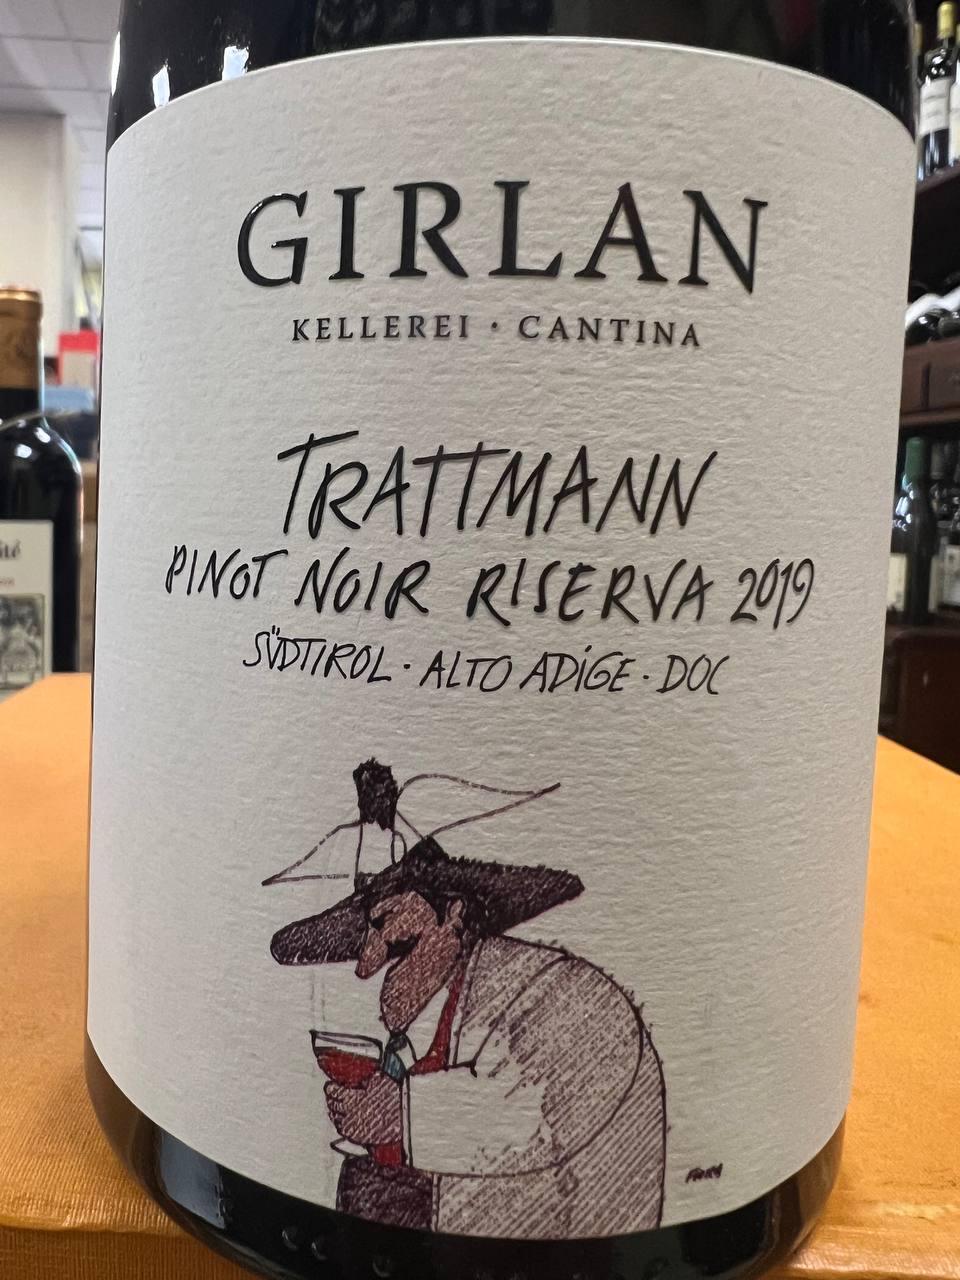 GIRLAN
KELLEREI · CANTINA
TRATTMANN
PINOT NOIR RISERVA 2019
SÜDTIROL · ALTO ADIGE · DOC